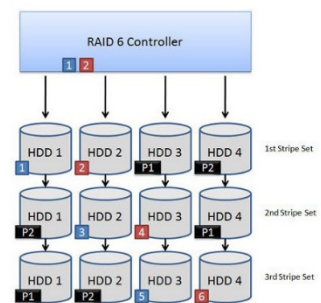 RAID 6 Controller
1 2
HDD 1 HDD 2 HDD 3 HDD 4 1st Stripe Set
1 2 P1 P2
HDD 1 HDD 2 HDD 3 HDD 4 2nd Stripe Set
P2 3 4 P1
HDD 1 HDD 2 HDD 3 HDD 4 3rd Stripe Set
P1 P2 5 6